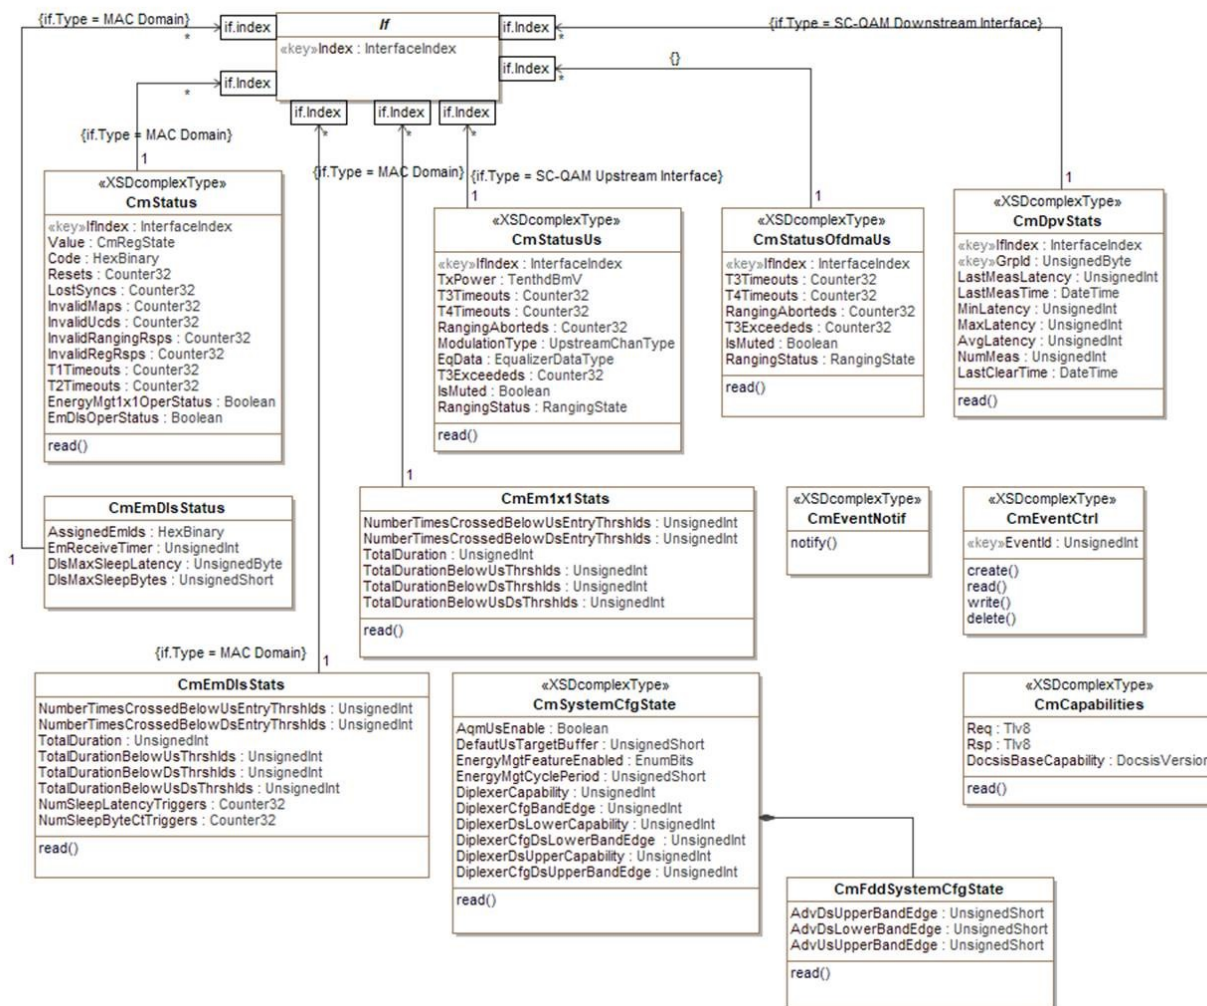 {if.Type = MAC Domain}
if.index
*
If
«key»Index : InterfaceIndex
if.Index
*
{if.Type = SC-QAM Downstream Interface}
if.Index
*
{}
if.Index
*
if.Index
*
if.Index
*
if.Index
*
{if.Type = MAC Domain}
1
{if.Type = MAC Domain}
{if.Type = SC-QAM Upstream Interface}
1
1
1
«XSDcomplexType»
CmStatus
«key»IfIndex : InterfaceIndex
Value : CmRegState
Code : HexBinary
Resets : Counter32
LostSyncs : Counter32
InvalidMaps : Counter32
InvalidUcds : Counter32
InvalidRangingRsps : Counter32
InvalidRegRsps : Counter32
T1Timeouts : Counter32
T2Timeouts : Counter32
EnergyMgt1x1OperStatus : Boolean
EmDlsOperStatus : Boolean
read()
«XSDcomplexType»
CmStatusUs
«key»IfIndex : InterfaceIndex
TxPower : TenthdBmV
T3Timeouts : Counter32
T4Timeouts : Counter32
RangingAborteds : Counter32
ModulationType : UpstreamChanType
EqData : EqualizerDataType
T3Exceededs : Counter32
IsMuted : Boolean
RangingStatus : RangingState
read()
«XSDcomplexType»
CmStatusOfdmaUs
«key»IfIndex : InterfaceIndex
T3Timeouts : Counter32
T4Timeouts : Counter32
RangingAborteds : Counter32
T3Exceededs : Counter32
IsMuted : Boolean
RangingStatus : RangingState
read()
«XSDcomplexType»
CmDpvStats
«key»IfIndex : InterfaceIndex
«key»GrpId : UnsignedByte
LastMeasLatency : UnsignedInt
LastMeasTime : DateTime
MinLatency : UnsignedInt
MaxLatency : UnsignedInt
AvgLatency : UnsignedInt
NumMeas : UnsignedInt
LastClearTime : DateTime
read()
1
CmEmDlsStatus
AssignedEmIds : HexBinary
EmReceiveTimer : UnsignedInt
DlsMaxSleepLatency : UnsignedByte
DlsMaxSleepBytes : UnsignedShort
1
CmEm1x1Stats
NumberTimesCrossedBelowUsEntryThrshlds : UnsignedInt
NumberTimesCrossedBelowDsEntryThrshlds : UnsignedInt
TotalDuration : UnsignedInt
TotalDurationBelowUsThrshlds : UnsignedInt
TotalDurationBelowDsThrshlds : UnsignedInt
TotalDurationBelowUsDsThrshlds : UnsignedInt
read()
«XSDcomplexType»
CmEventNotif
notify()
«XSDcomplexType»
CmEventCtrl
«key»EventId : UnsignedInt
create()
read()
write()
delete()
{if.Type = MAC Domain}
1
CmEmDlsStats
NumberTimesCrossedBelowUsEntryThrshlds : UnsignedInt
NumberTimesCrossedBelowDsEntryThrshlds : UnsignedInt
TotalDuration : UnsignedInt
TotalDurationBelowUsThrshlds : UnsignedInt
TotalDurationBelowDsThrshlds : UnsignedInt
TotalDurationBelowUsDsThrshlds : UnsignedInt
NumSleepLatencyTriggers : Counter32
NumSleepByteCtTriggers : Counter32
read()
«XSDcomplexType»
CmSystemCfgState
AqmUsEnable : Boolean
DefautUsTargetBuffer : UnsignedShort
EnergyMgtFeatureEnabled : EnumBits
EnergyMgtCyclePeriod : UnsignedShort
DiplexerCapability : UnsignedInt
DiplexerCfgBandEdge : UnsignedInt
DiplexerDsLowerCapability : UnsignedInt
DiplexerCfgDsLowerBandEdge : UnsignedInt
DiplexerDsUpperCapability : UnsignedInt
DiplexerCfgDsUpperBandEdge : UnsignedInt
read()
«XSDcomplexType»
CmCapabilities
Req : Tlv8
Rsp : Tlv8
DocsisBaseCapability : DocsisVersion
read()
CmFddSystemCfgState
AdvDsUpperBandEdge : UnsignedShort
AdvDsLowerBandEdge : UnsignedShort
AdvUsUpperBandEdge : UnsignedShort
read()